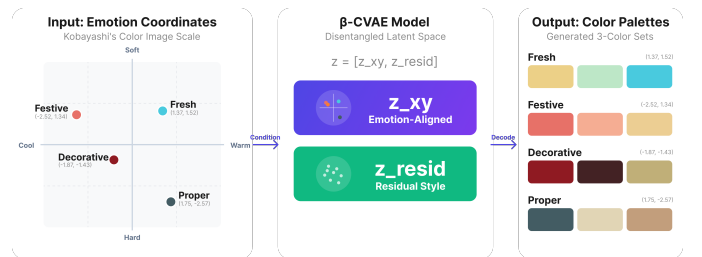 Input: Emotion Coordinates
Kobayashi's Color Image Scale
Soft
Festive
(-2.52, 1.34)
Fresh
(1.37, 1.52)
Cool
Warm
Decorative
(-1.87, -1.43)
Proper
(1.75, -2.57)
Hard
Condition
β-CVAE Model
Disentangled Latent Space
z = [z_xy, z_resid]
z_xy
Emotion-Aligned
z_resid
Residual Style
Decode
Output: Color Palettes
Generated 3-Color Sets
Fresh
(1.37, 1.52)
Festive
(-2.52, 1.34)
Decorative
(-1.87, -1.43)
Proper
(1.75, -2.57)